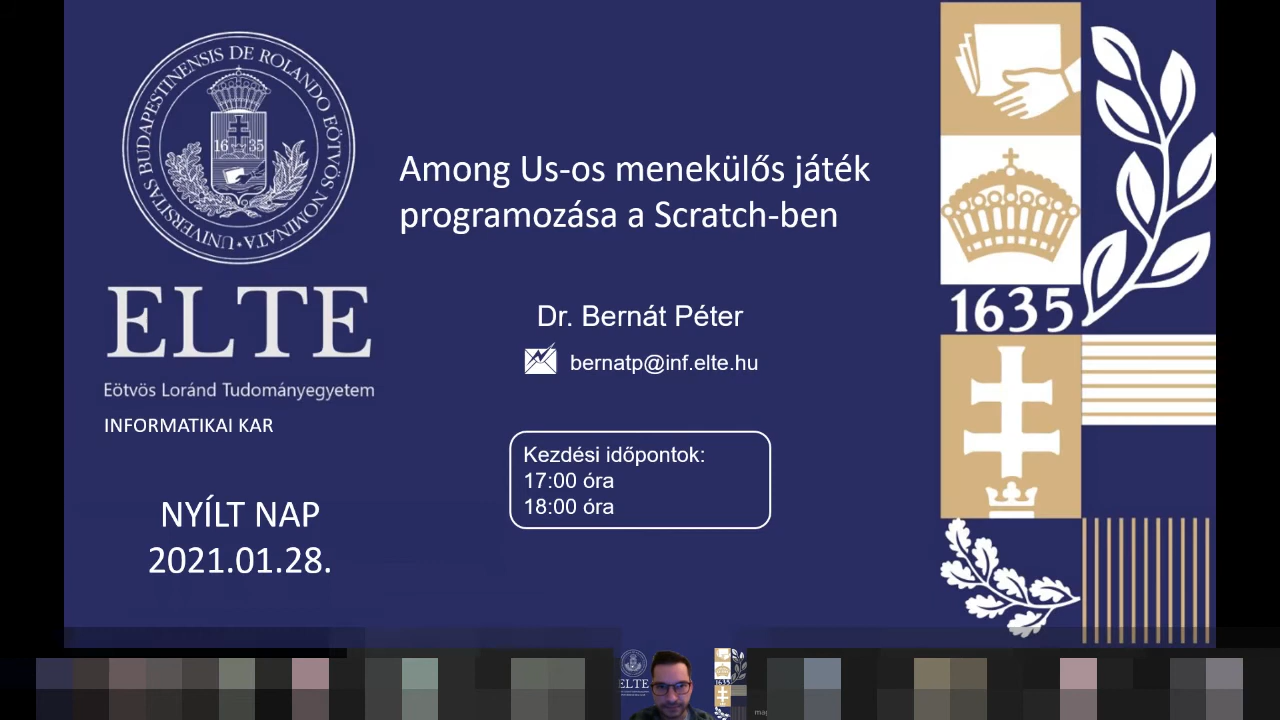 UNIVERSITAS BUDAPESTINENSIS DE ROLANDO EÖTVÖS NOMINATA
16 35
ELTE
Eötvös Loránd Tudományegyetem
INFORMATIKAI KAR
NYÍLT NAP
2021.01.28.
Among Us-os menekülős játék
programozása a Scratch-ben
Dr. Bernát Péter
bernatp@inf.elte.hu
Kezdési időpontok:
17:00 óra
18:00 óra
1635
ELTE
1635